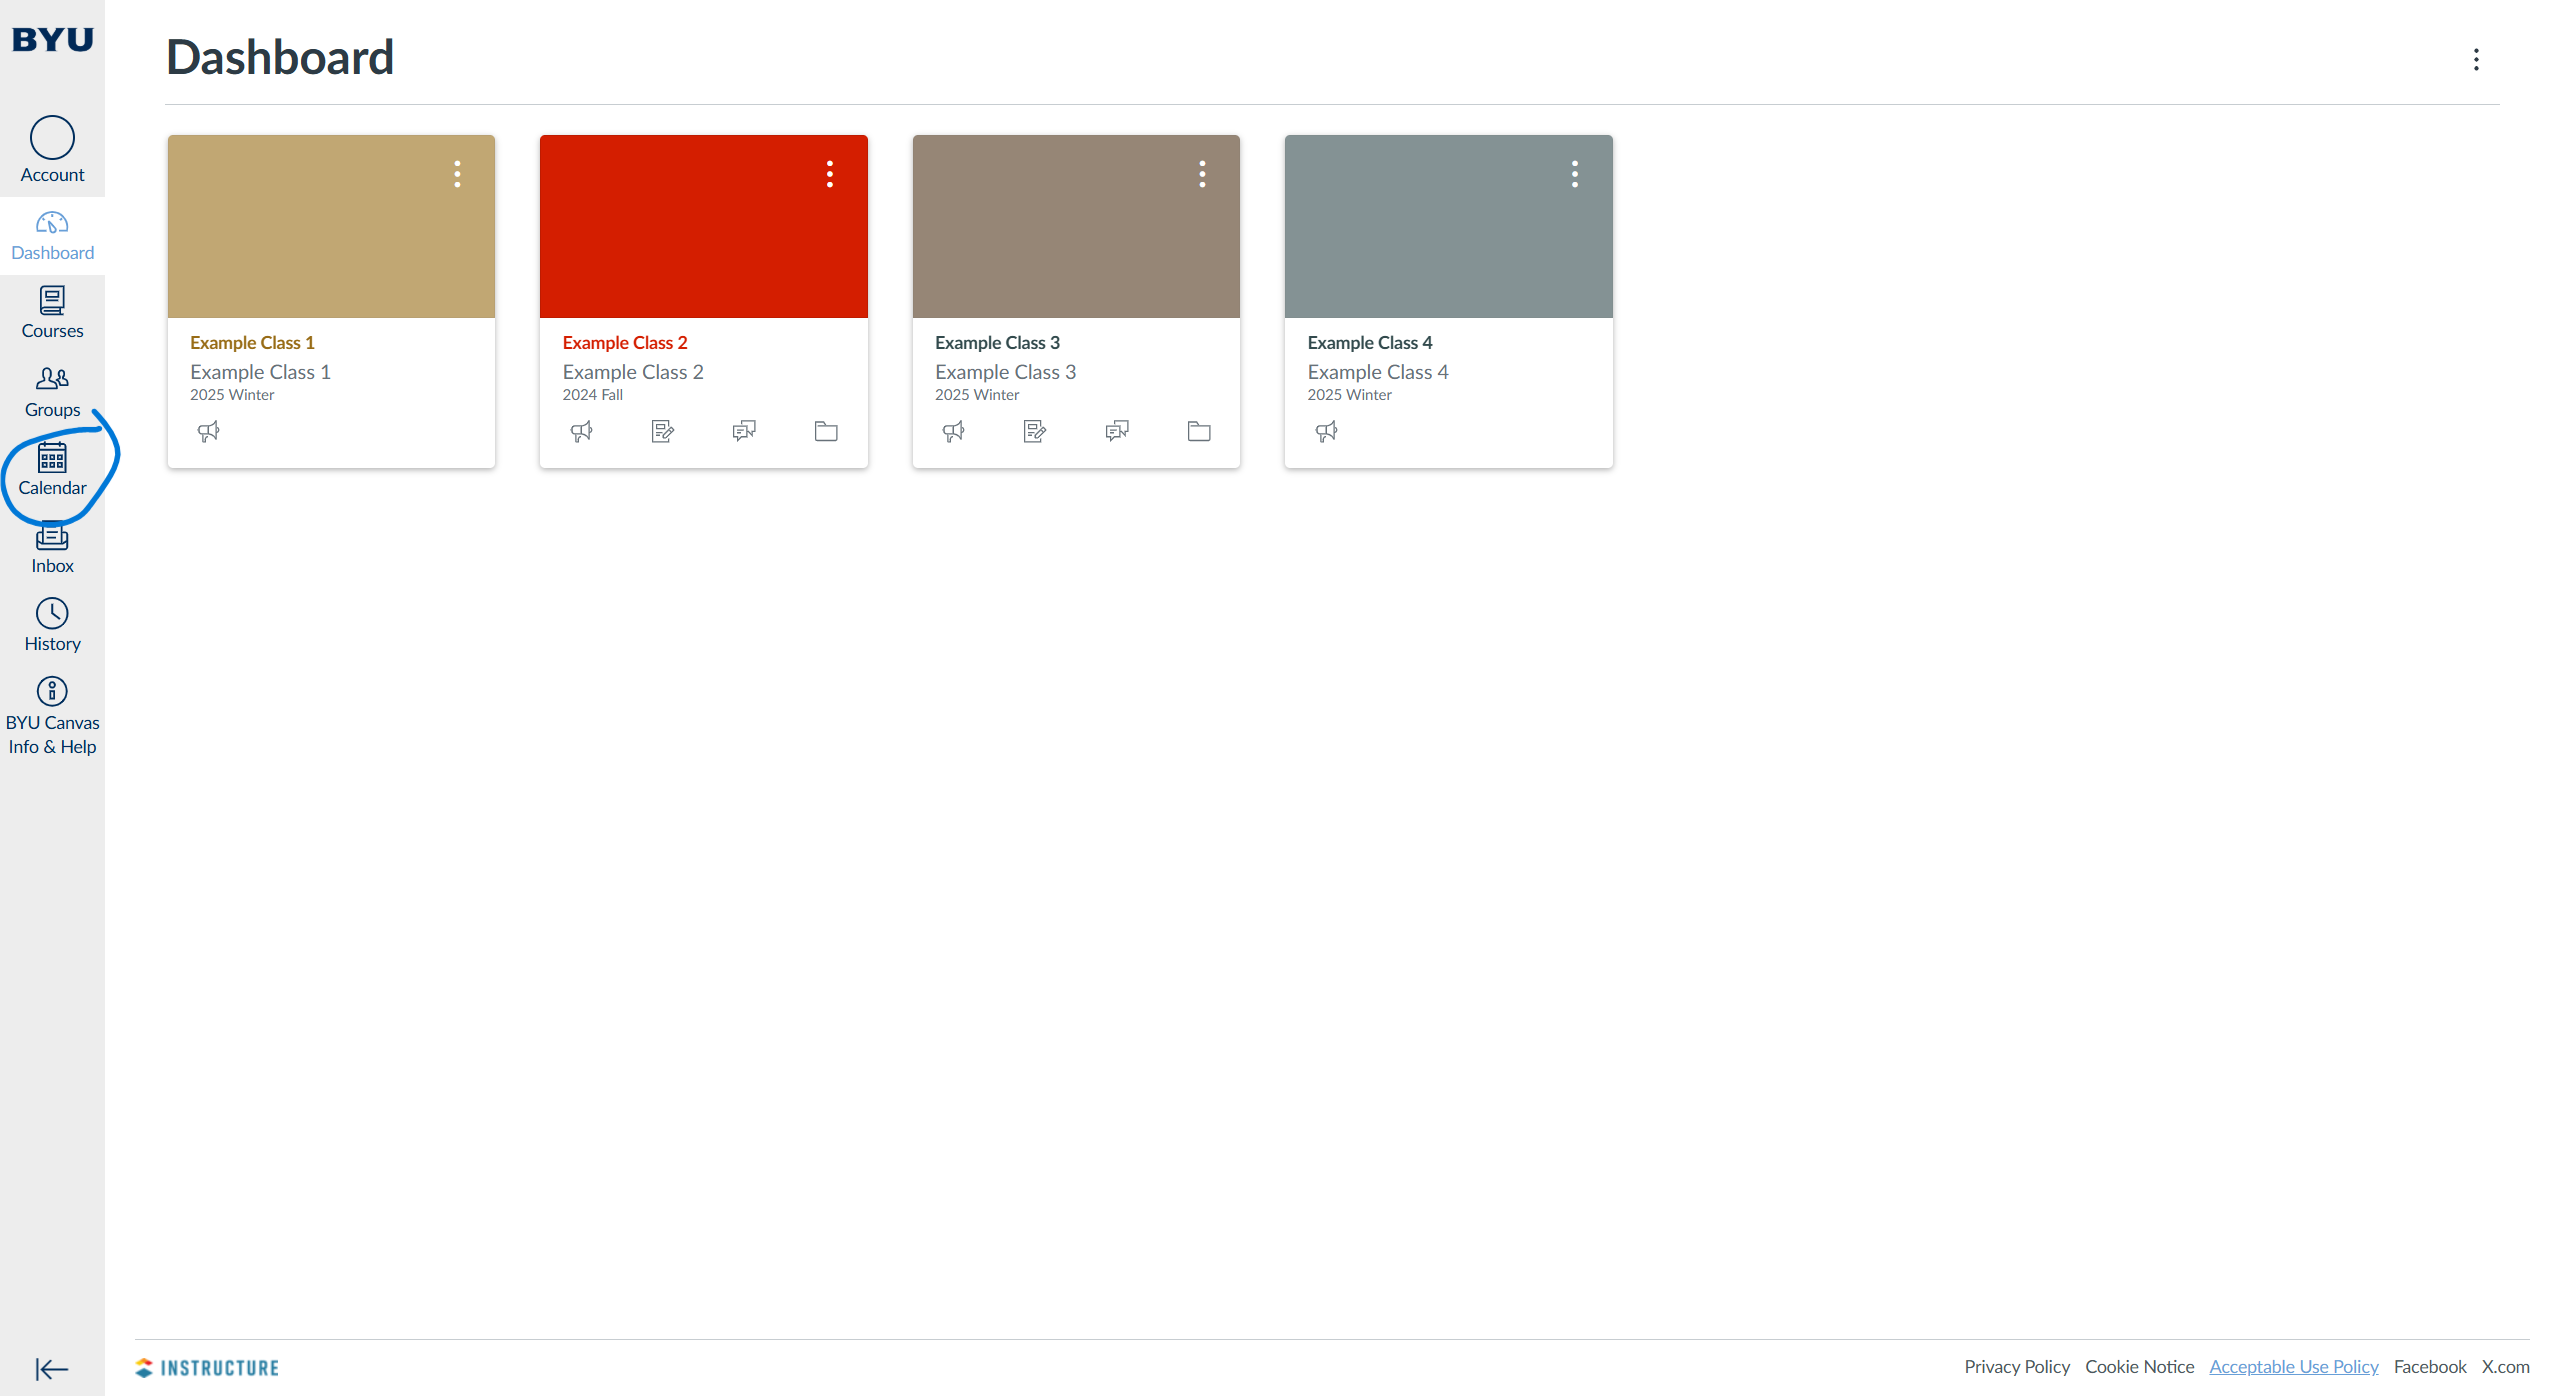 BYU
Dashboard
Account
Dashboard
Courses
Groups
Calendar
Inbox
History
BYU Canvas
Info & Help
Example Class 1
Example Class 1
2025 Winter
Example Class 2
Example Class 2
2024 Fall
Example Class 3
Example Class 3
2025 Winter
Example Class 4
Example Class 4
2025 Winter
INSTRUCTURE
Privacy Policy Cookie Notice Acceptable Use Policy Facebook X.com